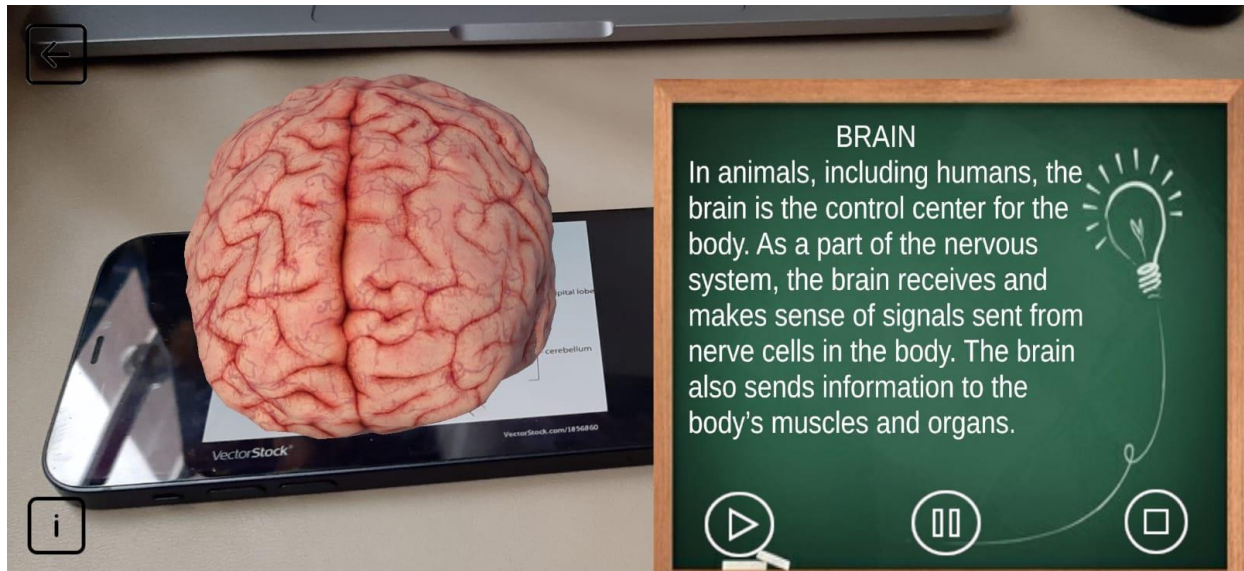 BRAIN
In animals, including humans, the
brain is the control center for the
body. As a part of the nervous
system, the brain receives and
makes sense of signals sent from
nerve cells in the body. The brain
also sends information to the
body's muscles and organs.
cerebellum
VectorStock.com/1856860
VectorStock®
i